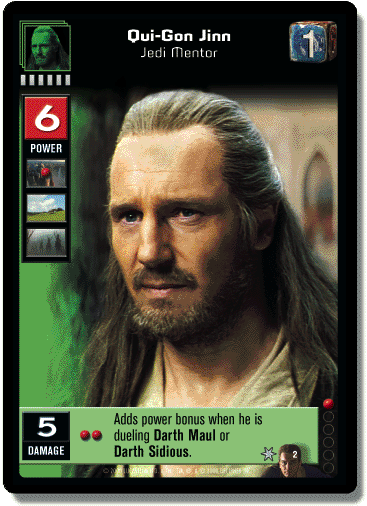 Qui-Gon Jinn
Jedi Mentor
1
6
POWER
5
DAMAGE
Adds power bonus when he is
dueling Darth Maul or
Darth Sidious.
2